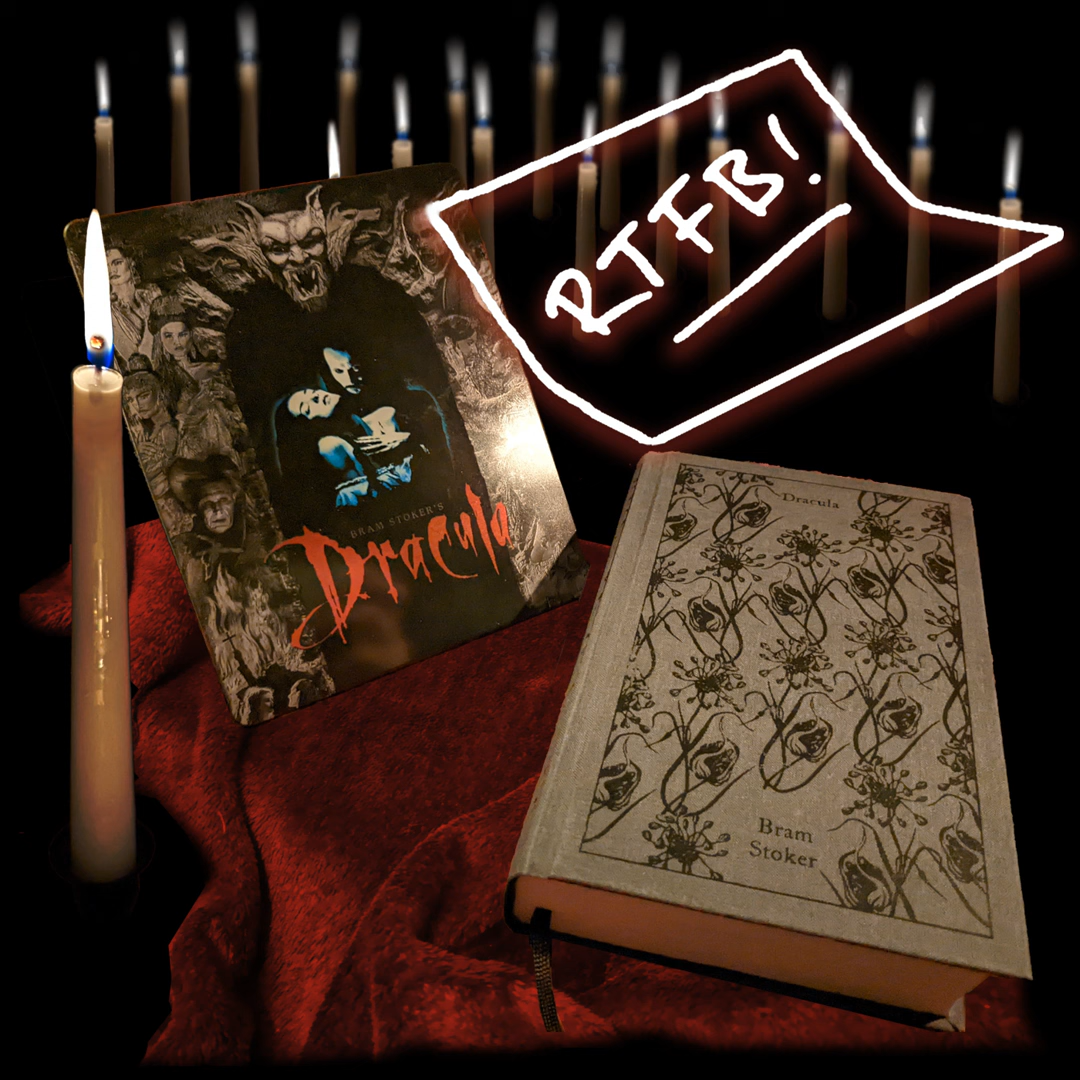 RTFB!
BRAM STOKER'S
Dracula
Dracula
Bram
Stoker